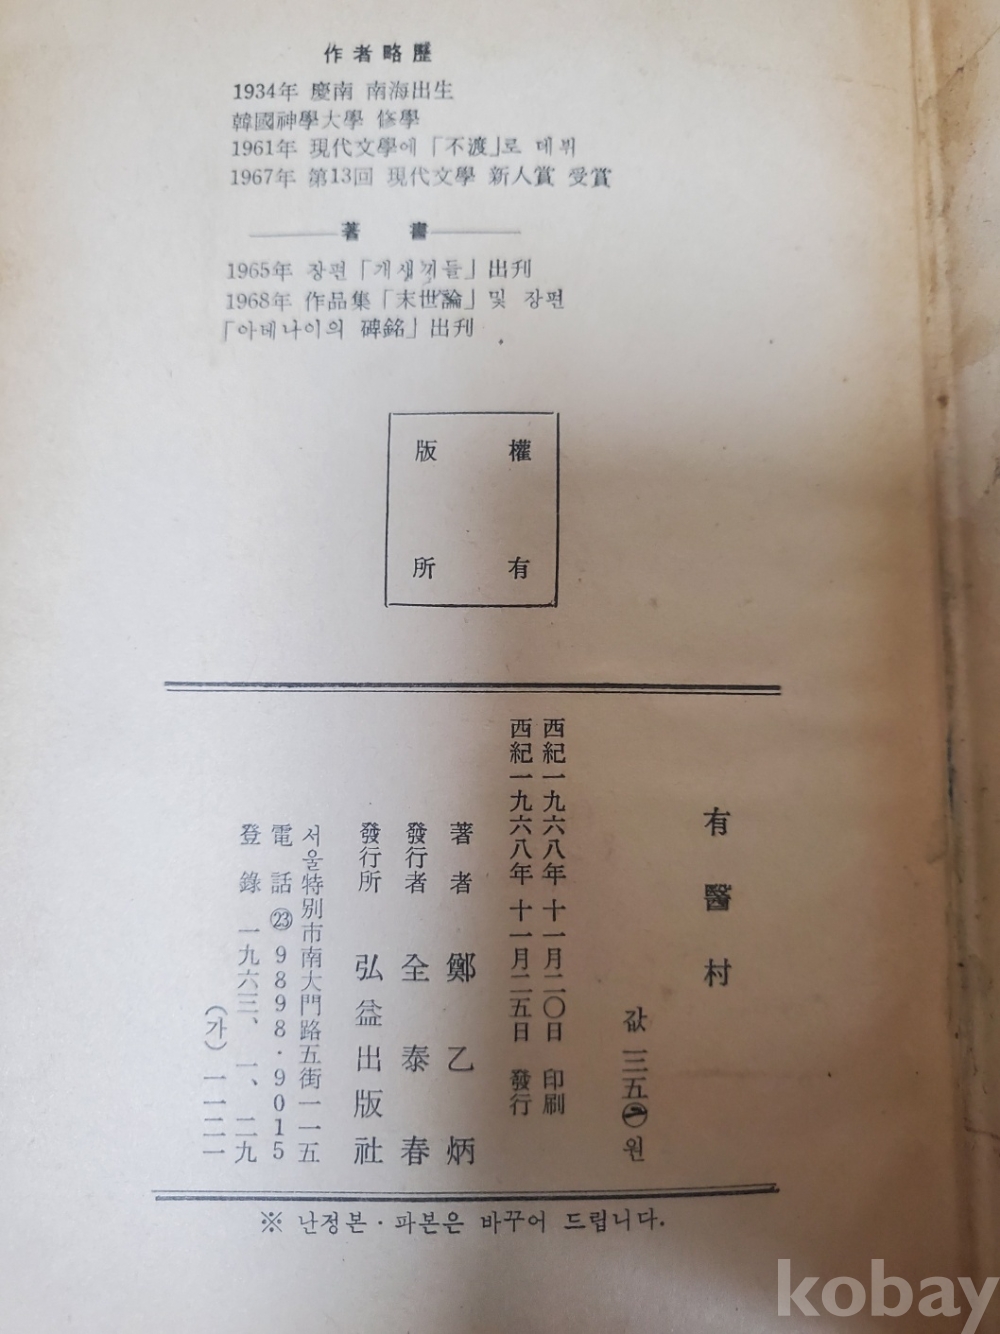 作者略歷
1934年 慶南 南海出生
韓國神學大學 修學
1961年 現代文學에 「不渡」로 데뷔
1967年 第13回 現代文學 新人賞 受賞
著書
1965年 장편 「개새끼들」 出刊
1968年 作品集 「末世論」 및 장편
「아테나이의 碑銘」 出刊
版權
所有
有醫村
값 三五 원
西紀一九六八年 十一月二〇日 印刷
西紀一九六八年 十一月二五日 發行
著者 鄭乙炳
發行者 全泰春
發行所 弘益出版社
서울特別市南大門路五街一一五
電話 ㉓ 9898·9015
登錄 一九六三、一、二九
(가) 一一二一
※ 난정본·파본은 바꾸어 드립니다.
kobay